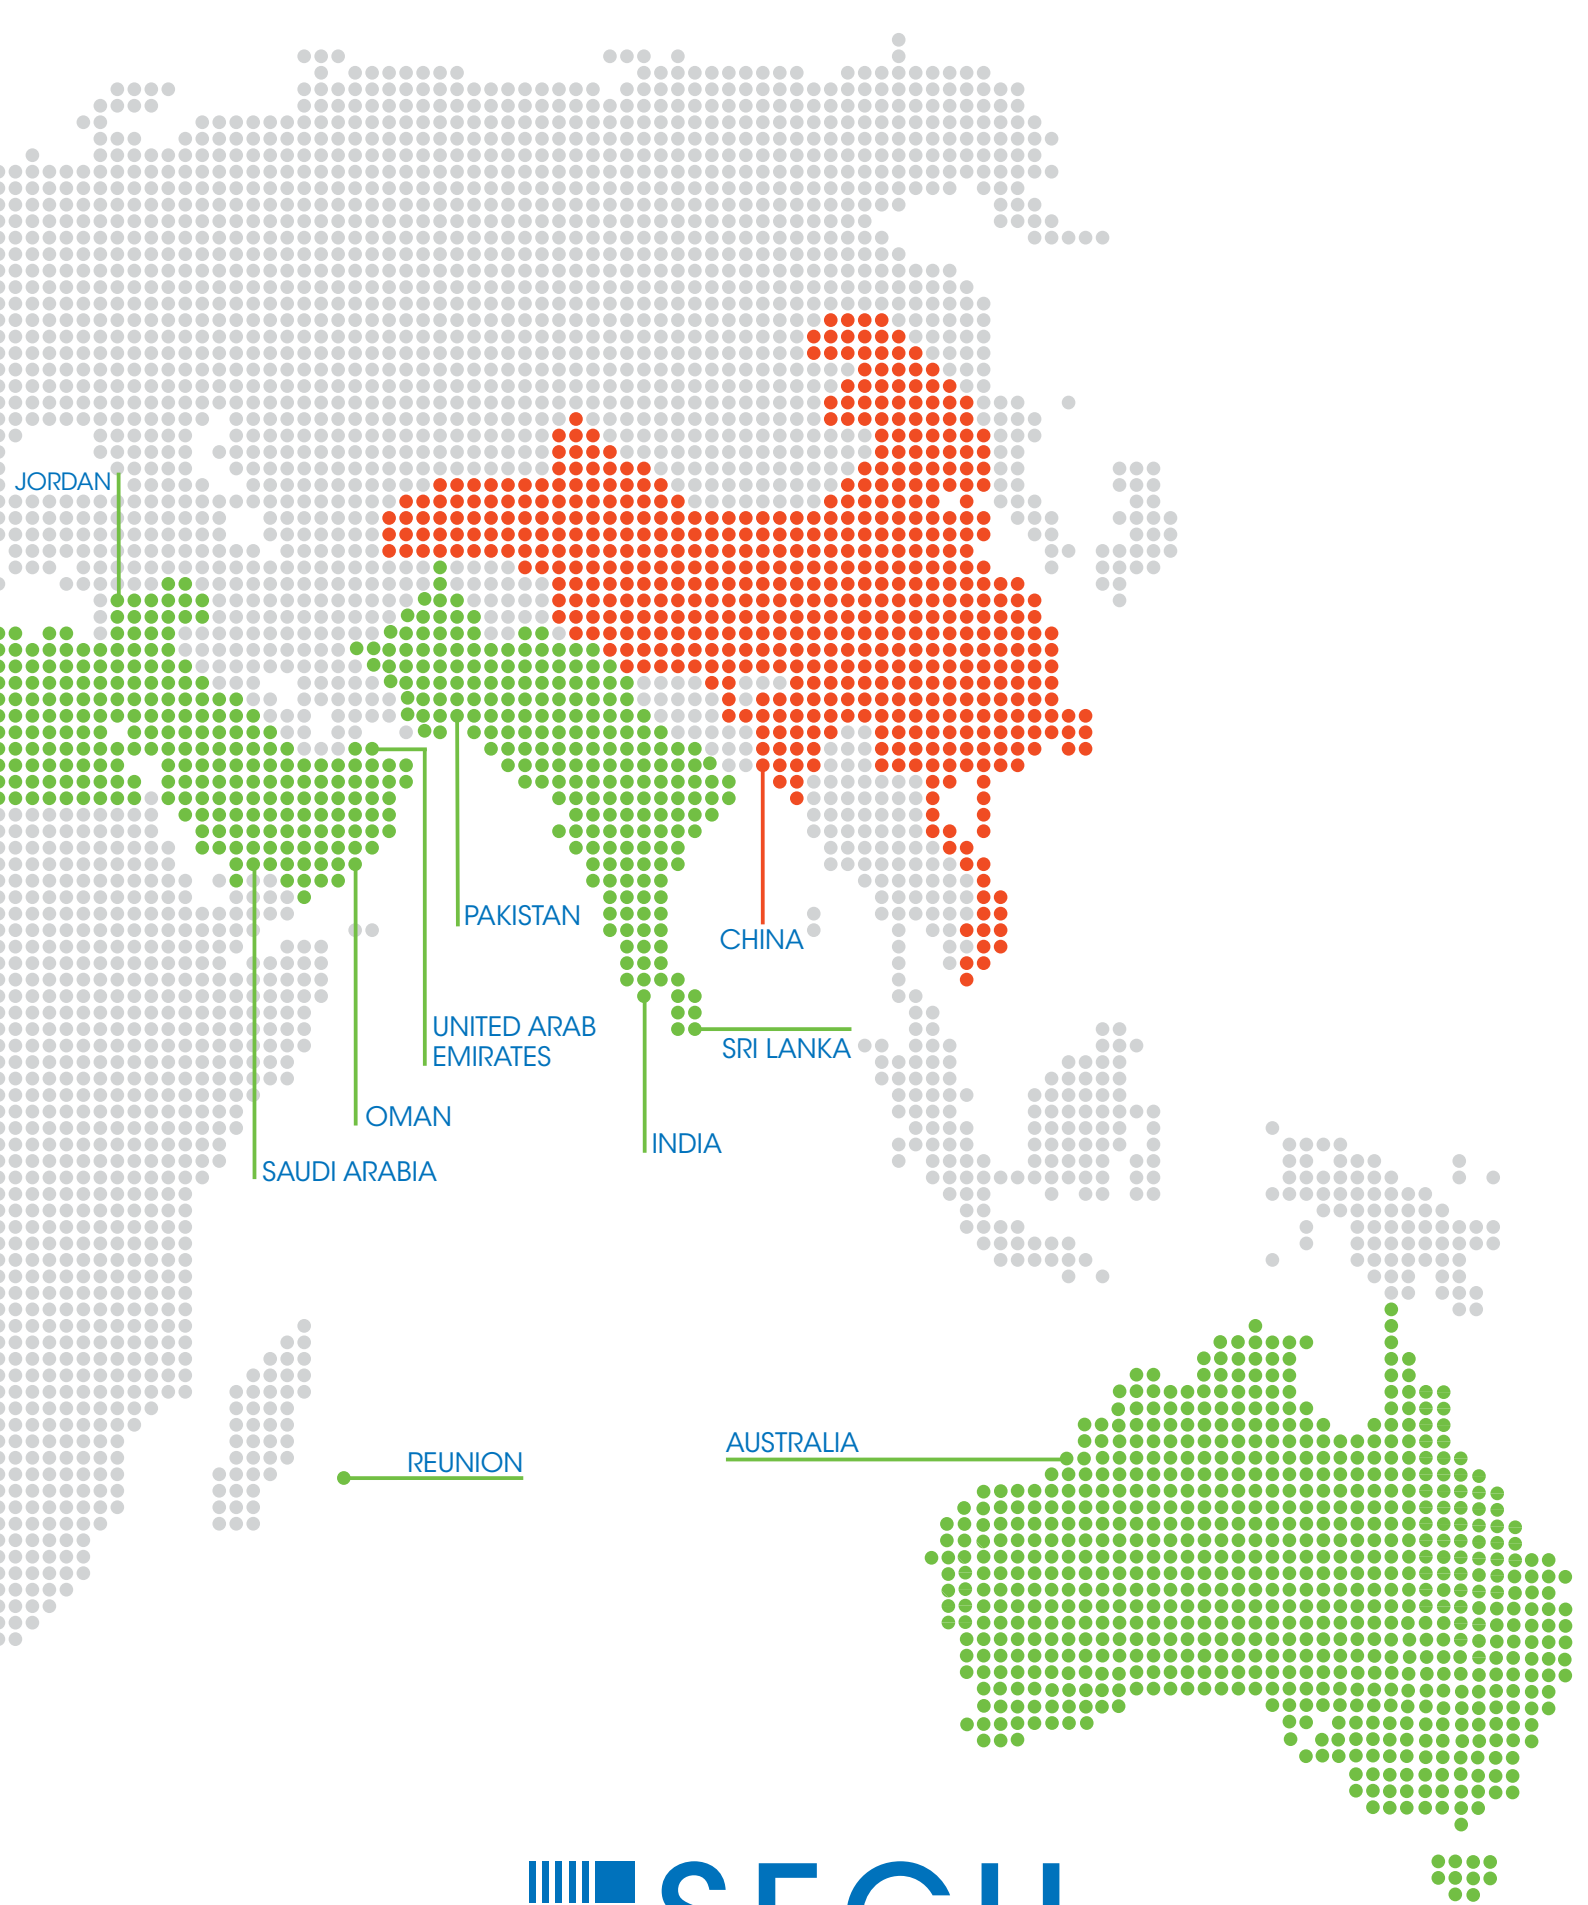 JORDAN
PAKISTAN
CHINA
UNITED ARAB
EMIRATES
SRI LANKA
OMAN
INDIA
SAUDI ARABIA
AUSTRALIA
REUNION